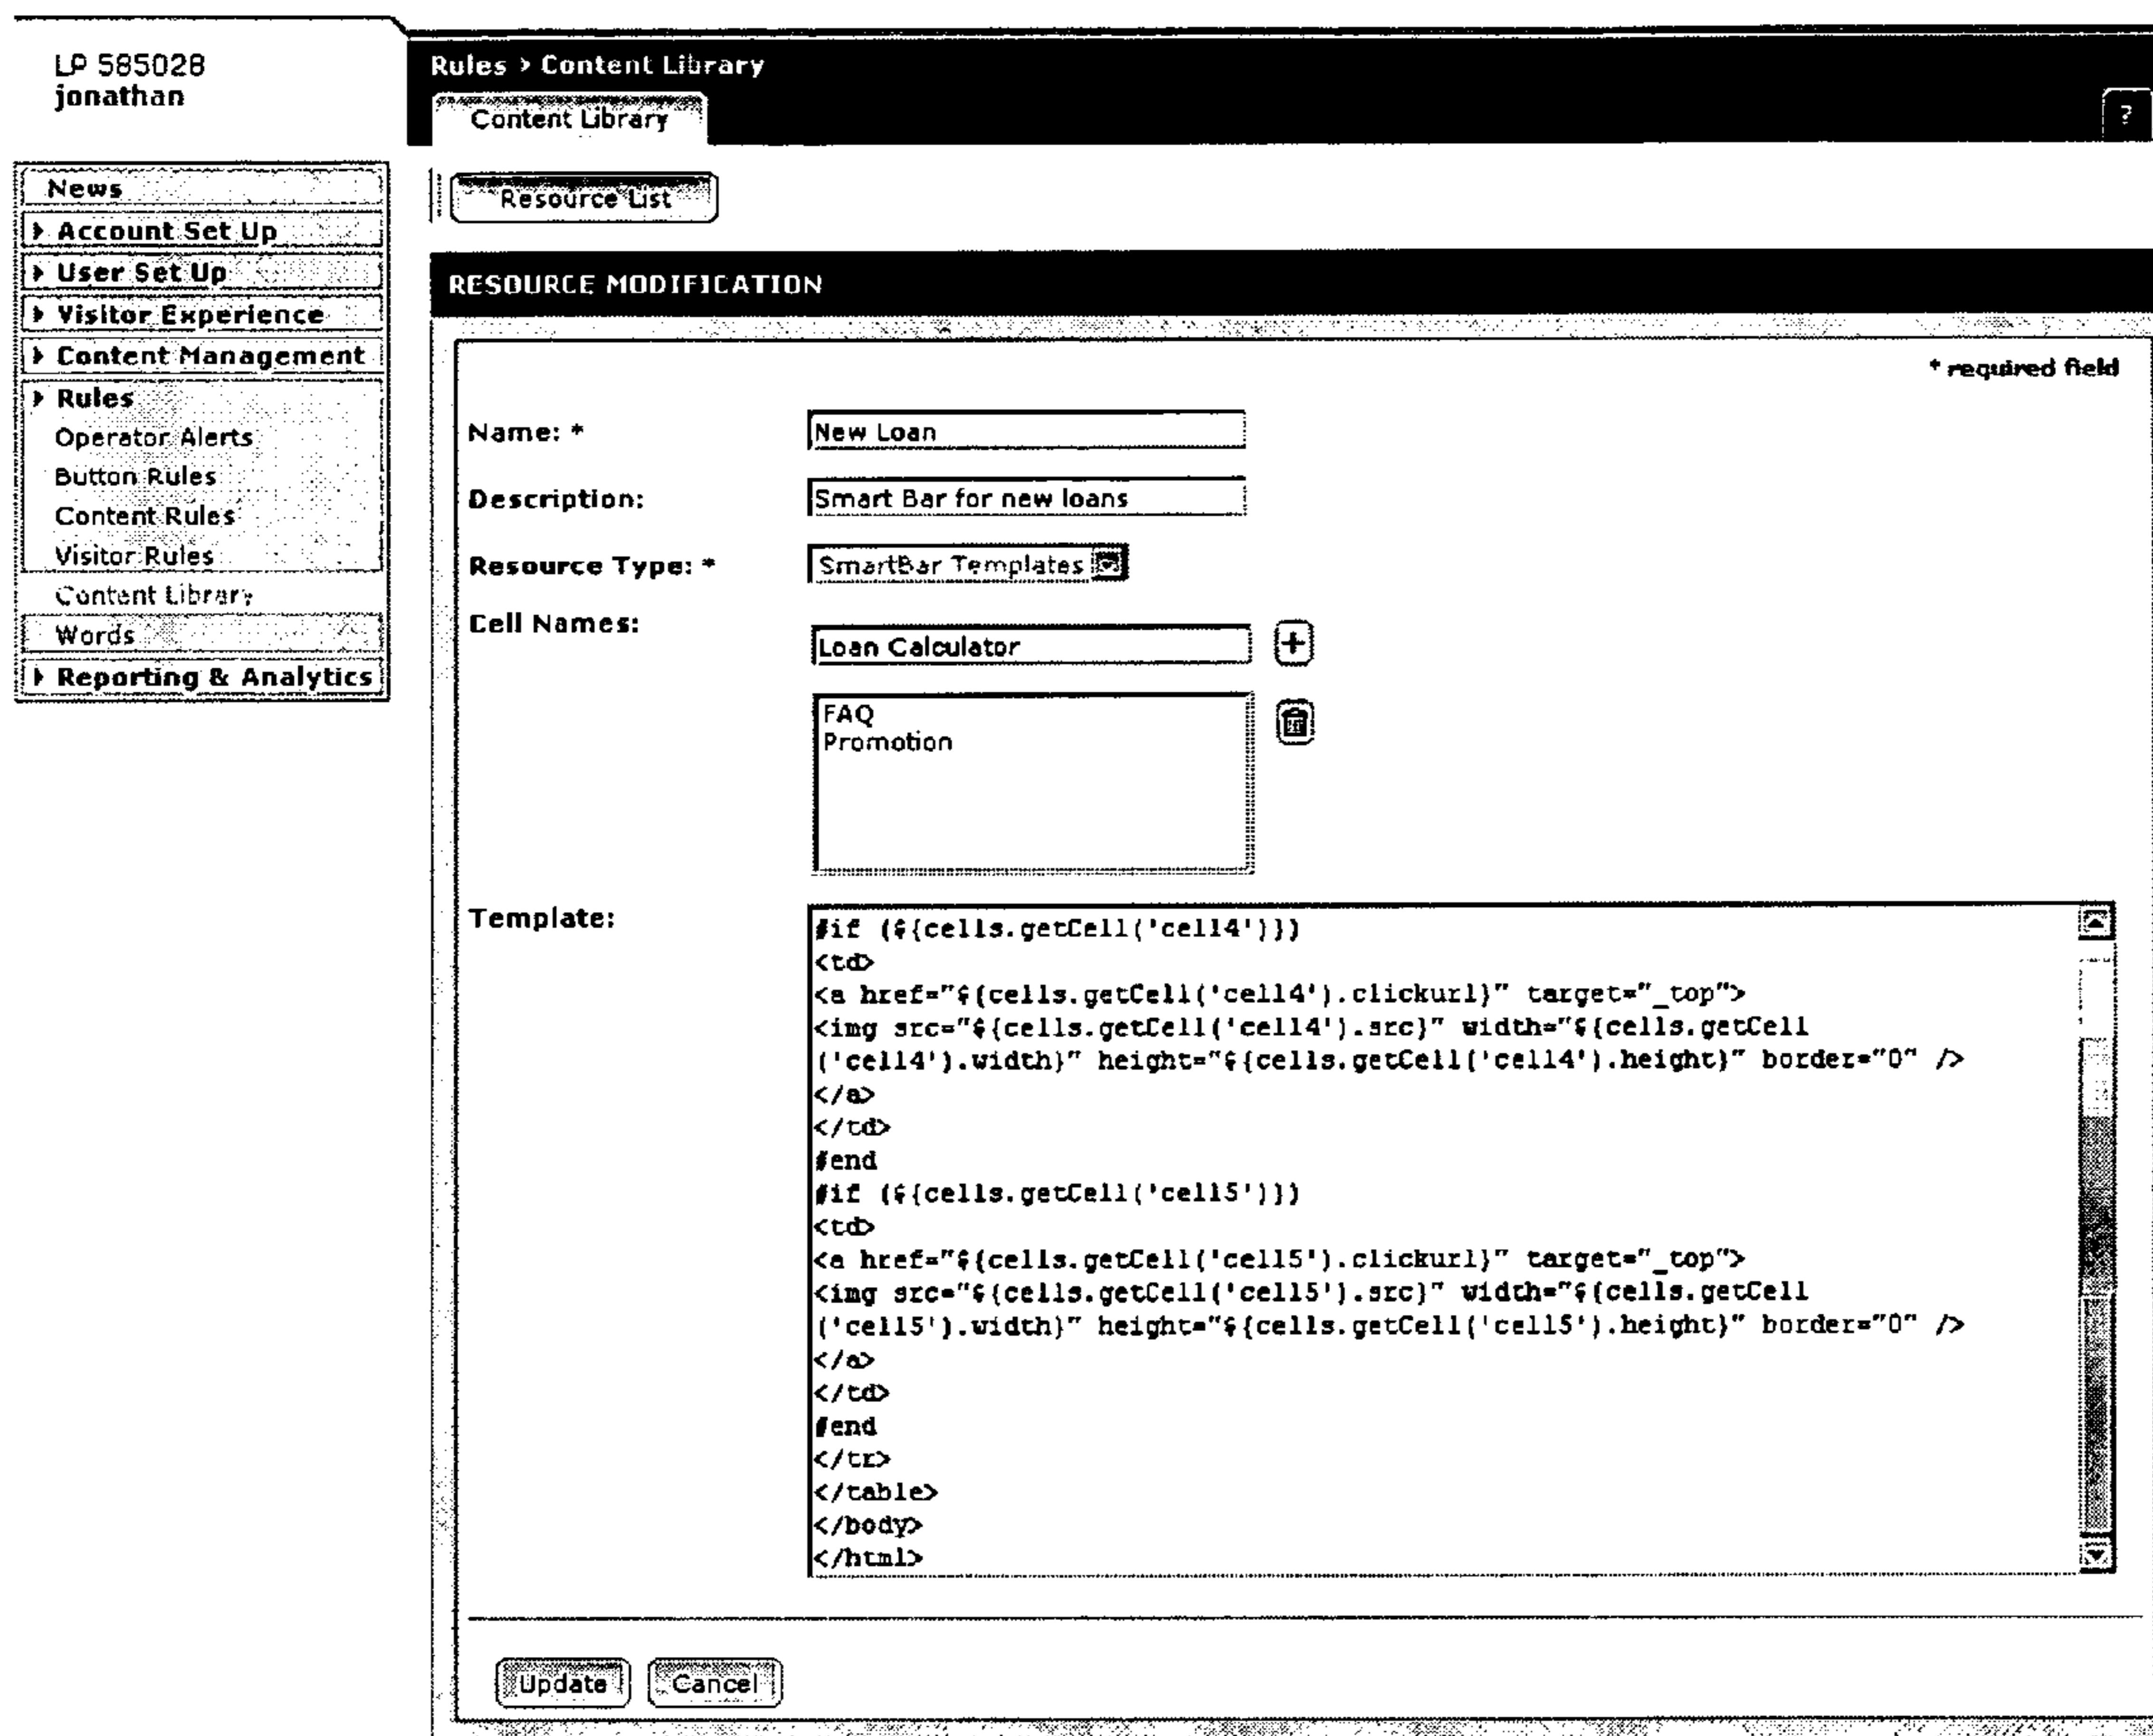 LP 585028
jonathan
Rules > Content Library
Content Library
?
News
Account Set Up
User Set Up
Visitor Experience
Content Management
Rules
Operator Alerts
Button Rules
Content Rules
Visitor Rules
Content Library
Words
Reporting & Analytics
Resource List
RESOURCE MODIFICATION
* required field
Name: * New Loan
Description: Smart Bar for new loans
Resource Type: * SmartBar Templates
Cell Names:
Loan Calculator +
FAQ
Promotion
Template:
#if (${cells.getCell('cell4')})
<td>
<a href="${cells.getCell('cell4').clickurl}" target="_top">
<img src="${cells.getCell('cell4').src}" width="${cells.getCell
('cell4').width}" height="${cells.getCell('cell4').height}" border="0" />
</a>
</td>
#end
#if (${cells.getCell('cell5')})
<td>
<a href="${cells.getCell('cell5').clickurl}" target="_top">
<img src="${cells.getCell('cell5').src}" width="${cells.getCell
('cell5').width}" height="${cells.getCell('cell5').height}" border="0" />
</a>
</td>
#end
</tr>
</table>
</body>
</html>
Update Cancel